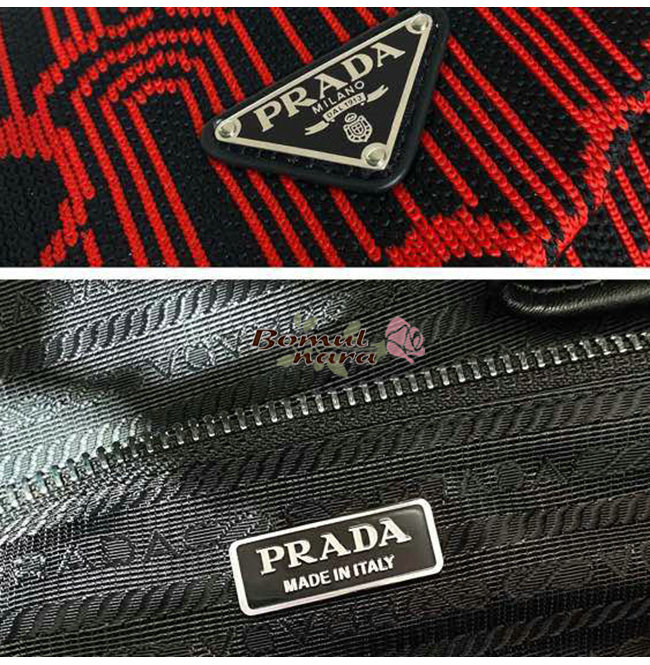 PRADA
MILANO
DAL 1913
Bomul
nara
PRADA
MADE IN ITALY